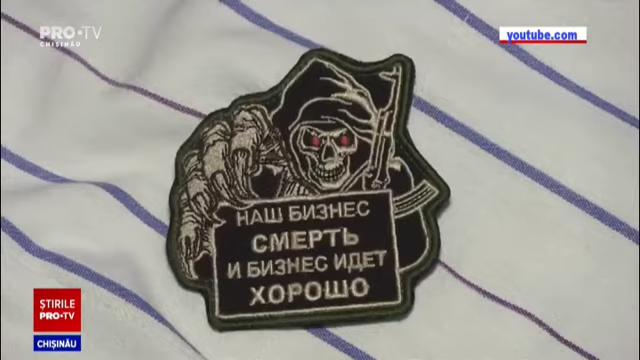 PRO•TV
CHIȘINĂU
youtube.com
НАШ БИЗНЕС
СМЕРТЬ
И БИЗНЕС ИДЕТ
ХОРОШО
ȘTIRILE
PRO•TV
CHIȘINĂU